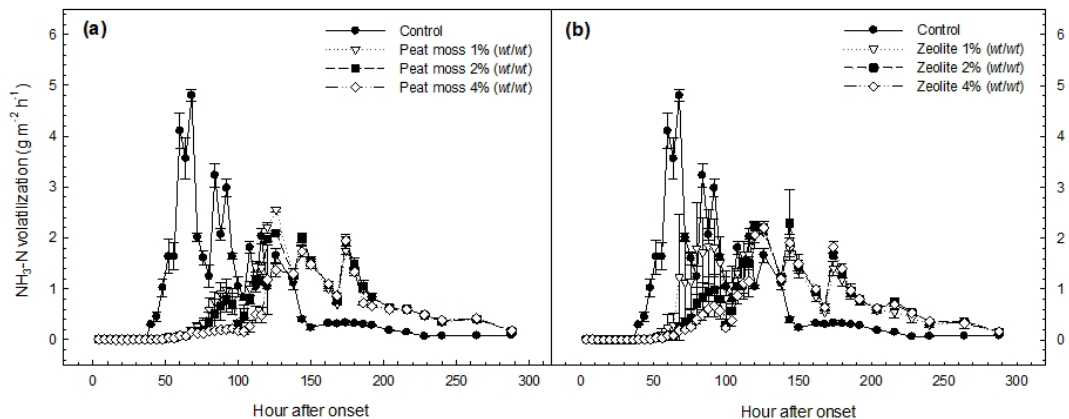 (a)
Control
Peat moss 1% (wt/wt)
Peat moss 2% (wt/wt)
Peat moss 4% (wt/wt)
(b)
Control
Zeolite 1% (wt/wt)
Zeolite 2% (wt/wt)
Zeolite 4% (wt/wt)
NH₃-N volatilization (g m⁻² h⁻¹)
6
5
4
3
2
1
0
6
5
4
3
2
1
0
0 50 100 150 200 250 300
0 50 100 150 200 250 300
Hour after onset
Hour after onset